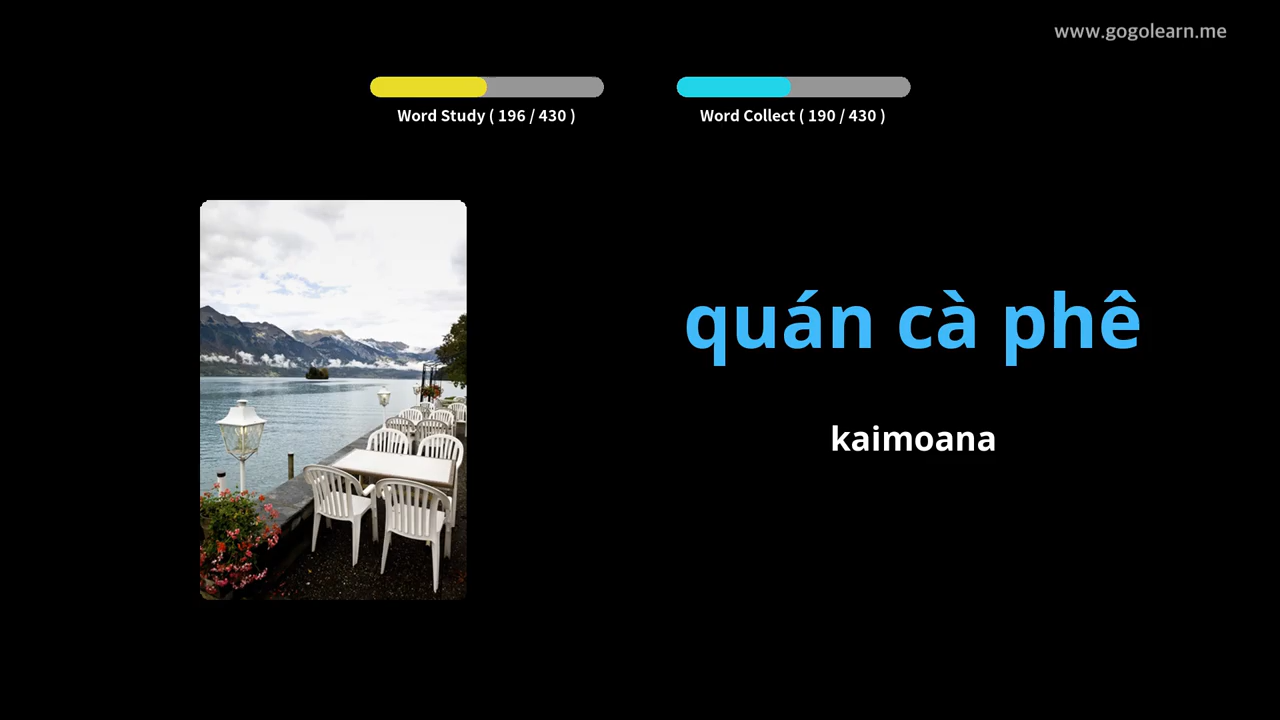 www.gogolearn.me
Word Study ( 196 / 430 )
Word Collect ( 190 / 430 )
quán cà phê
kaimoana